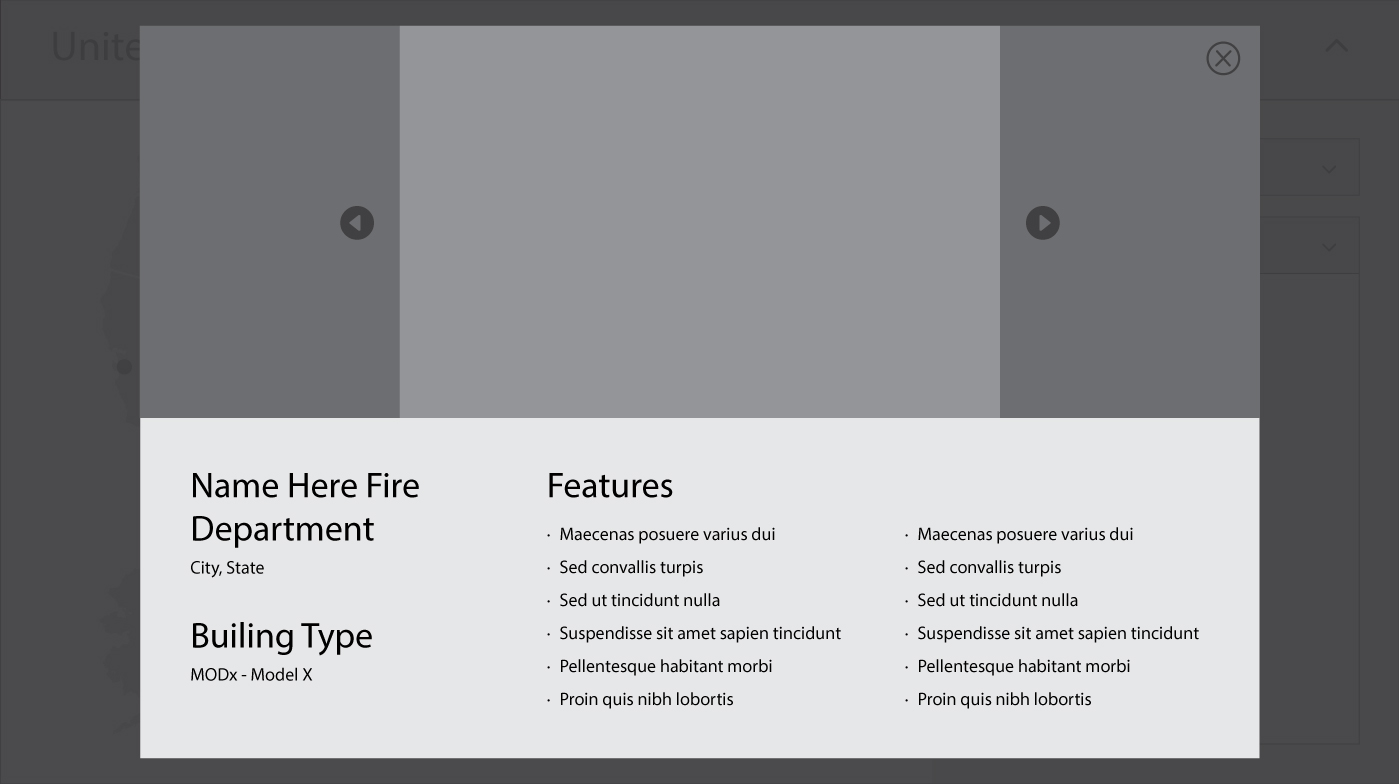 Unite
Name Here Fire
Department
City, State
Builing Type
MODx - Model X
Features
· Maecenas posuere varius dui
· Sed convallis turpis
· Sed ut tincidunt nulla
· Suspendisse sit amet sapien tincidunt
· Pellentesque habitant morbi
· Proin quis nibh lobortis
· Maecenas posuere varius dui
· Sed convallis turpis
· Sed ut tincidunt nulla
· Suspendisse sit amet sapien tincidunt
· Pellentesque habitant morbi
· Proin quis nibh lobortis